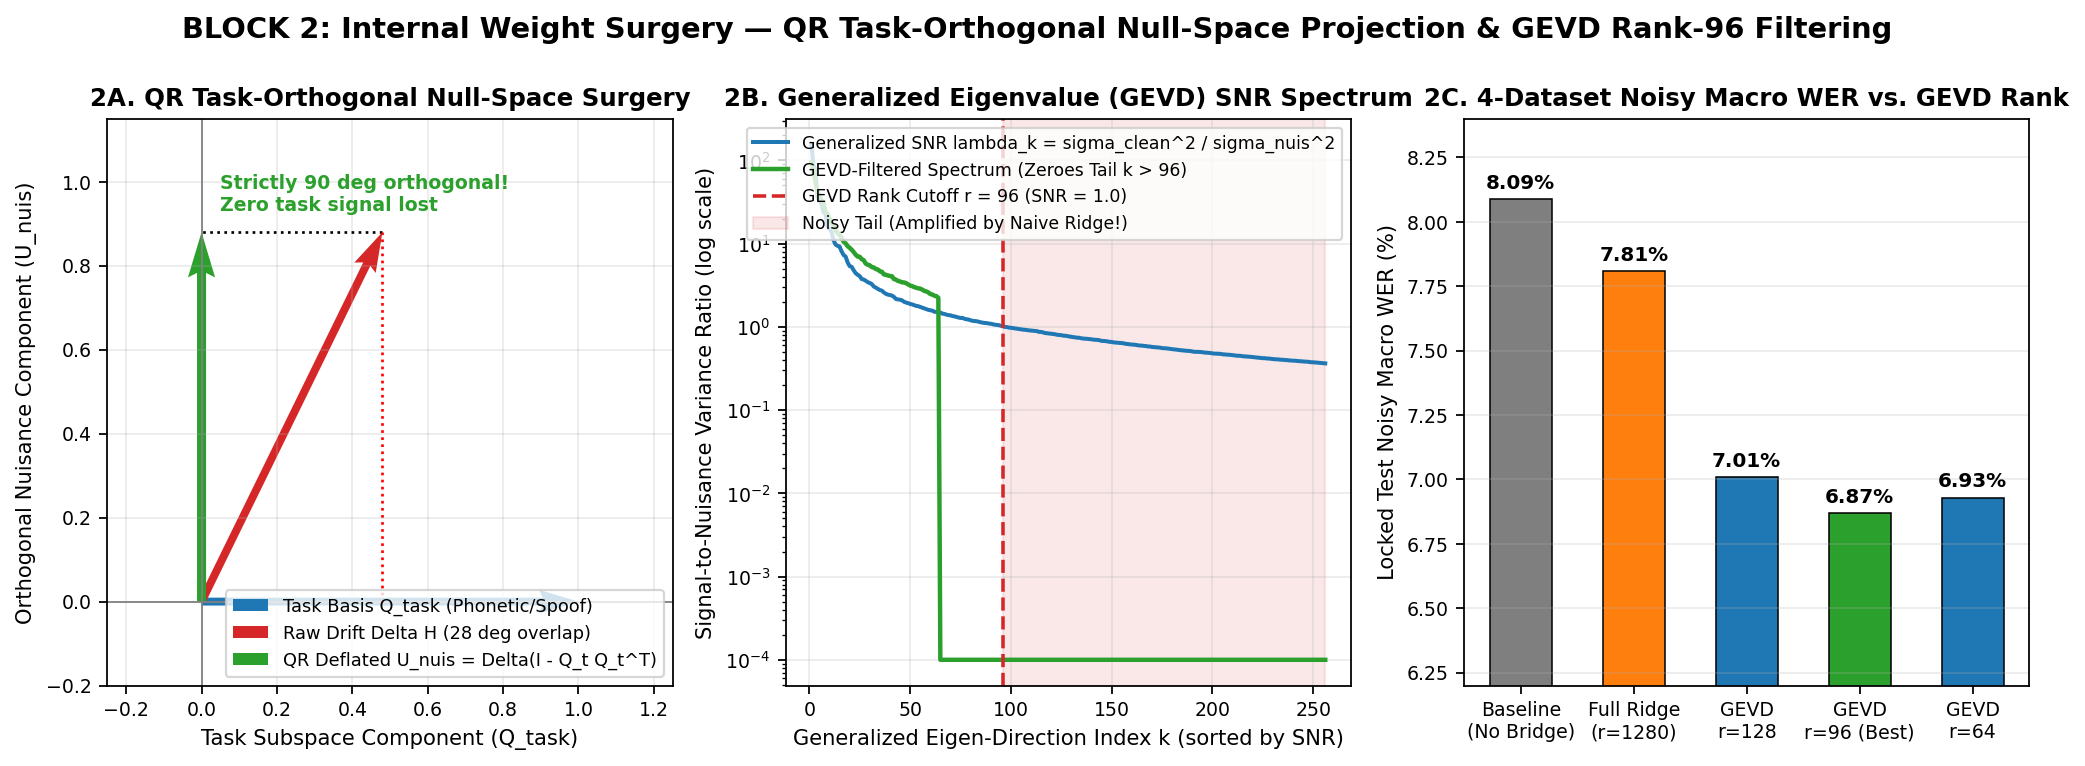 BLOCK 2: Internal Weight Surgery — QR Task-Orthogonal Null-Space Projection & GEVD Rank-96 Filtering
2A. QR Task-Orthogonal Null-Space Surgery
Orthogonal Nuisance Component (U_nuis)
1.0
0.8
0.6
0.4
0.2
0.0
−0.2
Strictly 90 deg orthogonal!
Zero task signal lost
Task Basis Q_task (Phonetic/Spoof)
Raw Drift Delta H (28 deg overlap)
QR Deflated U_nuis = Delta(I - Q_t Q_t^T)
−0.2 0.0 0.2 0.4 0.6 0.8 1.0 1.2
Task Subspace Component (Q_task)
2B. Generalized Eigenvalue (GEVD) SNR Spectrum
Signal-to-Nuisance Variance Ratio (log scale)
10²
10¹
10⁰
10⁻¹
10⁻²
10⁻³
10⁻⁴
Generalized SNR lambda_k = sigma_clean^2 / sigma_nuis^2
GEVD-Filtered Spectrum (Zeroes Tail k > 96)
GEVD Rank Cutoff r = 96 (SNR = 1.0)
Noisy Tail (Amplified by Naive Ridge!)
0 50 100 150 200 250
Generalized Eigen-Direction Index k (sorted by SNR)
2C. 4-Dataset Noisy Macro WER vs. GEVD Rank
Locked Test Noisy Macro WER (%)
8.25
8.00
7.75
7.50
7.25
7.00
6.75
6.50
6.25
8.09%
7.81%
7.01%
6.87%
6.93%
Baseline
(No Bridge)
Full Ridge
(r=1280)
GEVD
r=128
GEVD
r=96 (Best)
GEVD
r=64